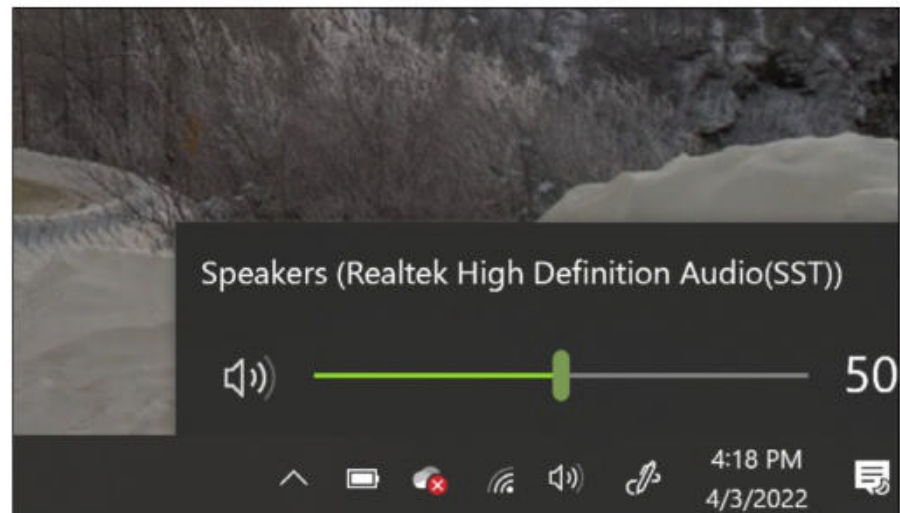 Speakers (Realtek High Definition Audio(SST))
50
4:18 PM
4/3/2022